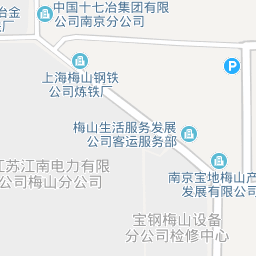 中国十七冶集团有限
公司南京分公司
冶金
厂
上海梅山钢铁
公司炼铁厂
P
梅山生活服务发展
公司客运服务部
江苏江南电力有限
公司梅山分公司
南京宝地梅山产
发展有限公司
宝钢梅山设备
分公司检修中心